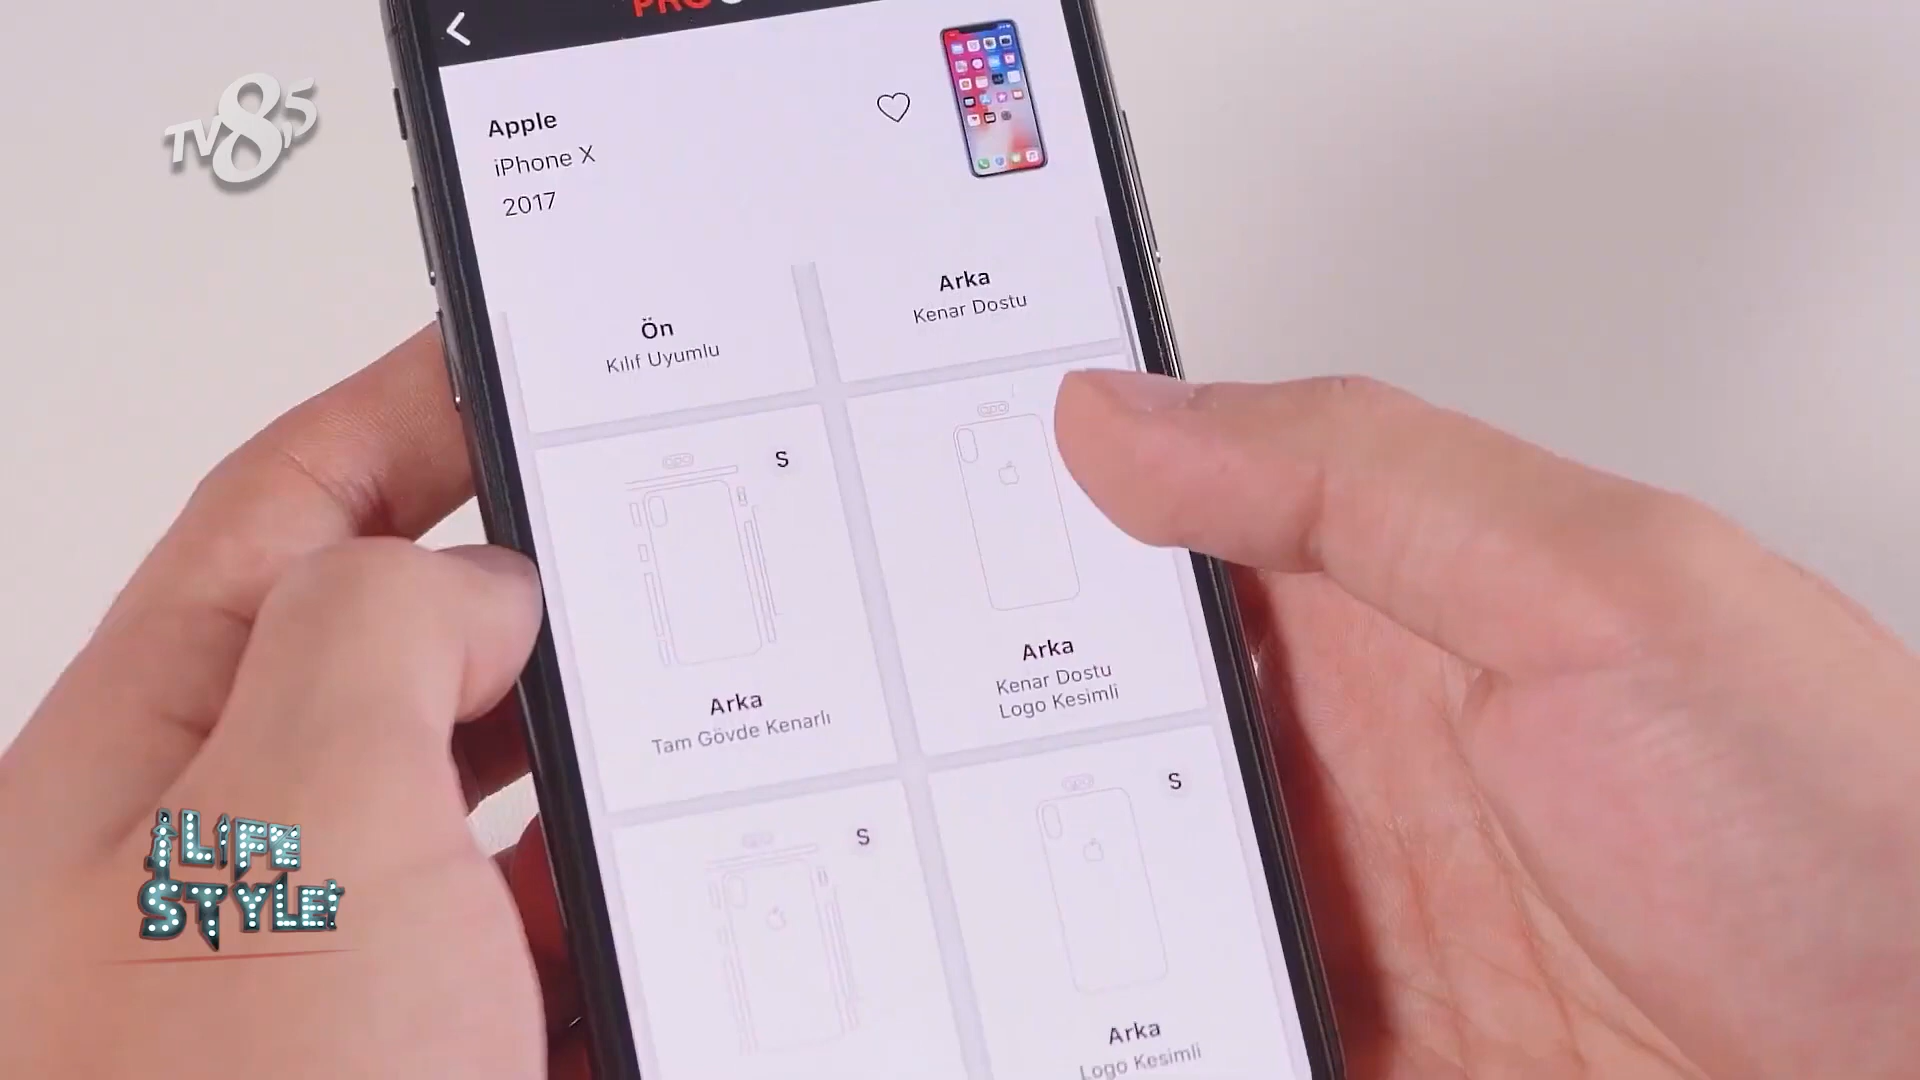 PRO
TV8,5
Apple
iPhone X
2017
Ön
Kılıf Uyumlu
Arka
Kenar Dostu
S
Arka
Tam Gövde Kenarlı
Arka
Kenar Dostu
Logo Kesimli
S
S
Arka
Logo Kesimli
LIFE
STYLE